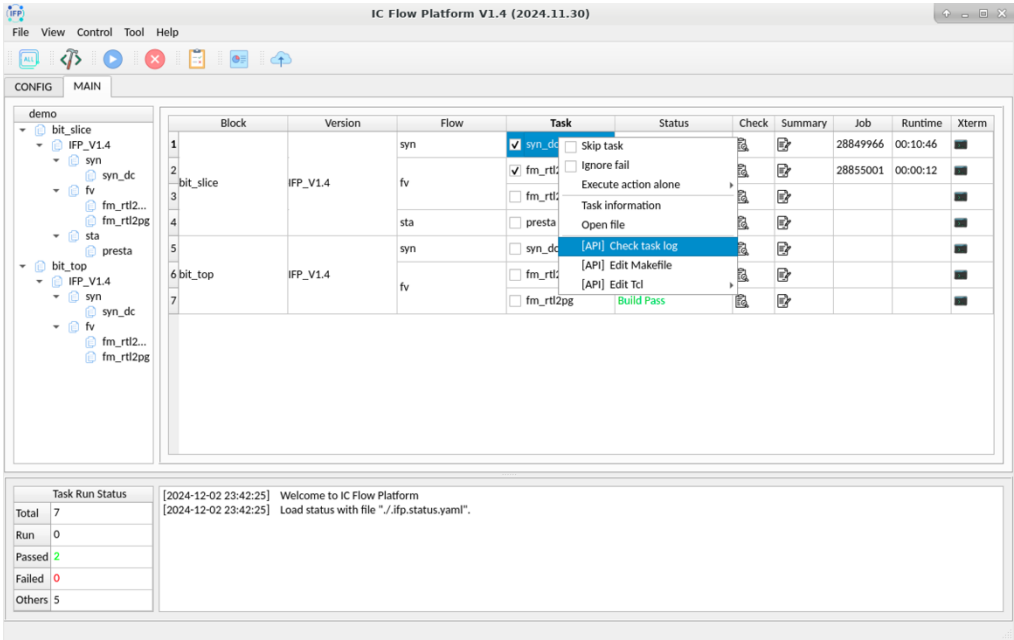 IFP IC Flow Platform V1.4 (2024.11.30)
File View Control Tool Help
ALL
CONFIG MAIN
demo
bit_slice
IFP_V1.4
syn
syn_dc
fv
fm_rtl2...
fm_rtl2pg
sta
presta
bit_top
IFP_V1.4
syn
syn_dc
fv
fm_rtl2...
fm_rtl2pg
Block Version Flow Task Status Check Summary Job Runtime Xterm
1 syn syn_dc 28849966 00:10:46
2 bit_slice IFP_V1.4 fv fm_rtl2 28855001 00:00:12
3 fm_rtl2
4 sta presta
5 syn syn_dc
6 bit_top IFP_V1.4 fv fm_rtl2
7 fm_rtl2pg Build Pass
Skip task
Ignore fail
Execute action alone
Task information
Open file
[API] Check task log
[API] Edit Makefile
[API] Edit Tcl
Task Run Status
Total 7
Run 0
Passed 2
Failed 0
Others 5
[2024-12-02 23:42:25] Welcome to IC Flow Platform
[2024-12-02 23:42:25] Load status with file "./.ifp.status.yaml".